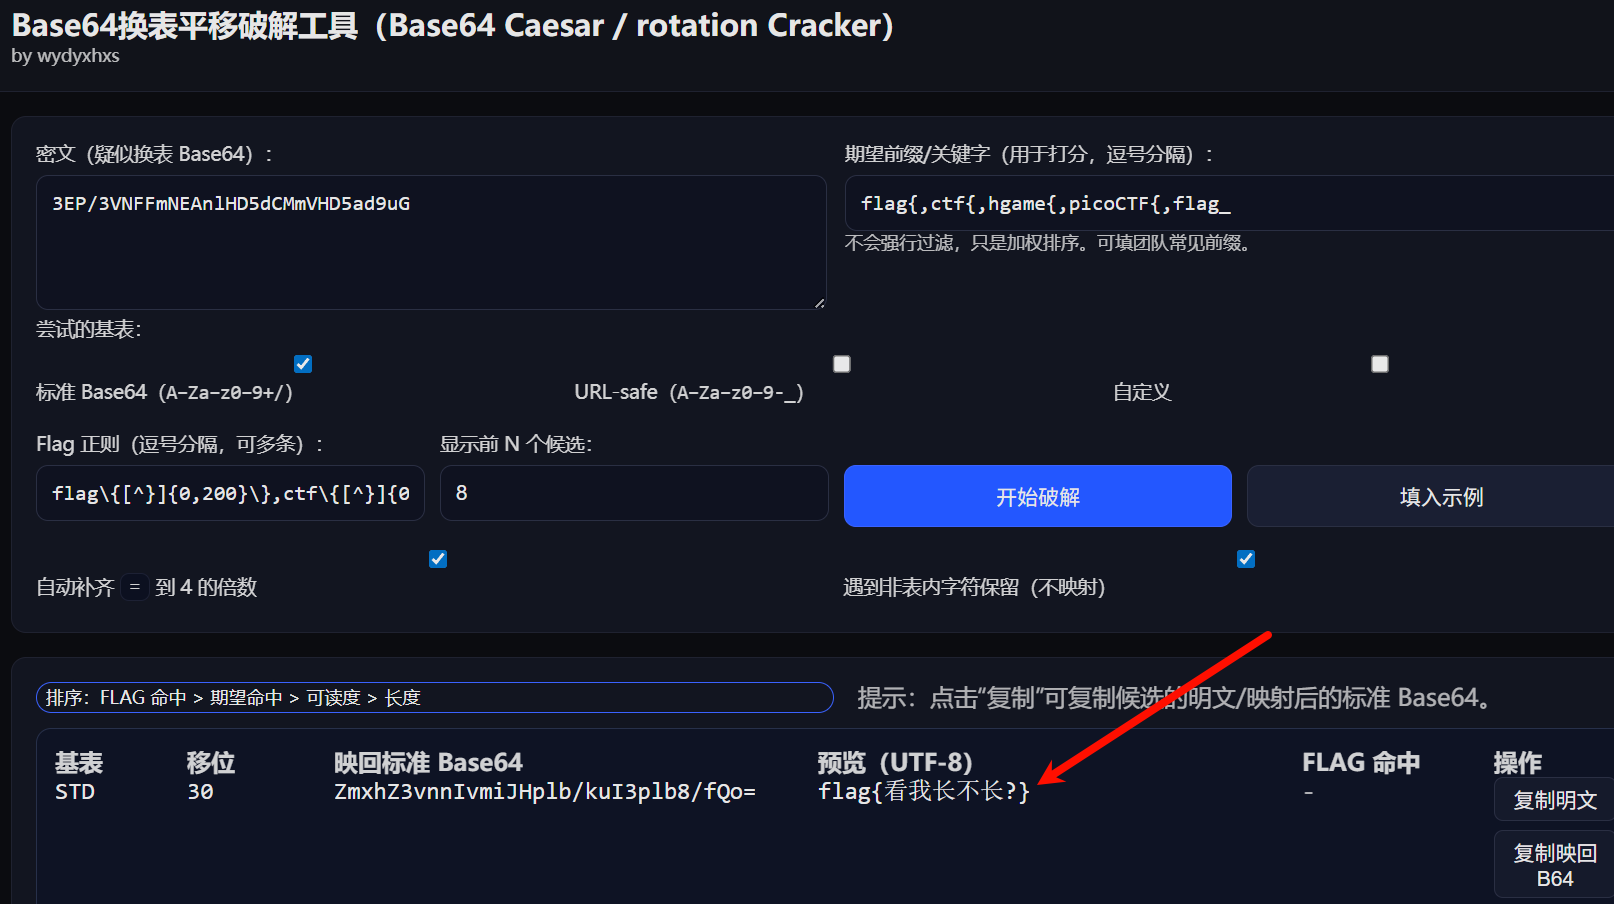 Base64换表平移破解工具（Base64 Caesar / rotation Cracker）
by wydyxhxs
密文（疑似换表 Base64）：
3EP/3VNFFmNEAnlHD5dCMmVHD5ad9uG
期望前缀/关键字（用于打分，逗号分隔）：
flag{,ctf{,hgame{,picoCTF{,flag_
不会强行过滤，只是加权排序。可填团队常见前缀。
尝试的基表:
标准 Base64（A–Za–z0–9+/）
URL-safe（A–Za–z0–9-_）
自定义
Flag 正则（逗号分隔，可多条）：
flag\{[^}]{0,200}\},ctf\{[^}]{0
显示前 N 个候选:
8
开始破解
填入示例
自动补齐 = 到 4 的倍数
遇到非表内字符保留（不映射）
排序：FLAG 命中 > 期望命中 > 可读度 > 长度
提示：点击“复制”可复制候选的明文/映射后的标准 Base64。
基表 移位 映回标准 Base64 预览（UTF-8） FLAG 命中 操作
STD 30 ZmxhZ3vnnIvmiJHplb/kuI3plb8/fQo= flag{看我长不长?} -
复制明文
复制映回
B64